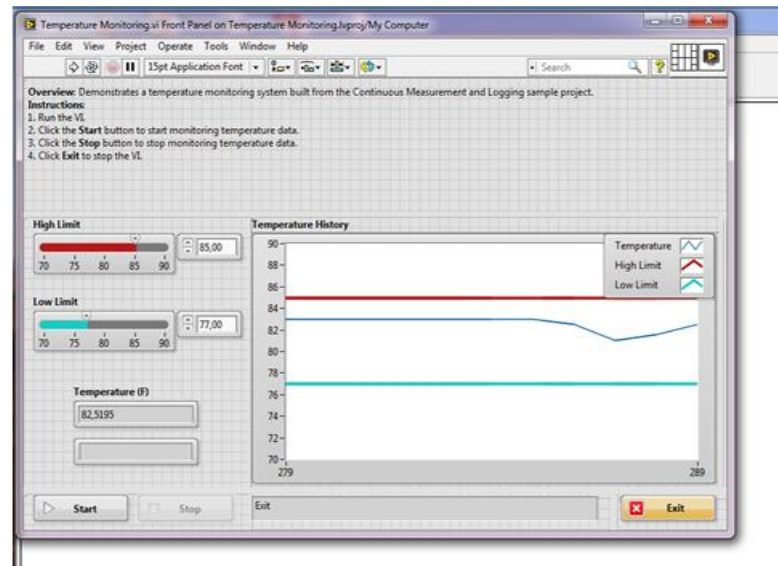 Temperature Monitoring.vi Front Panel on Temperature Monitoring.lvproj/My Computer
File Edit View Project Operate Tools Window Help
15pt Application Font
Search
Overview: Demonstrates a temperature monitoring system built from the Continuous Measurement and Logging sample project.
Instructions:
1. Run the VI.
2. Click the Start button to start monitoring temperature data.
3. Click the Stop button to stop monitoring temperature data.
4. Click Exit to stop the VI.
High Limit
85,00
70 75 80 85 90
Low Limit
77,00
70 75 80 85 90
Temperature (F)
82,5195
Temperature History
90
88
86
84
82
80
78
76
74
72
70
279 289
Temperature
High Limit
Low Limit
Start
Stop
Exit
Exit